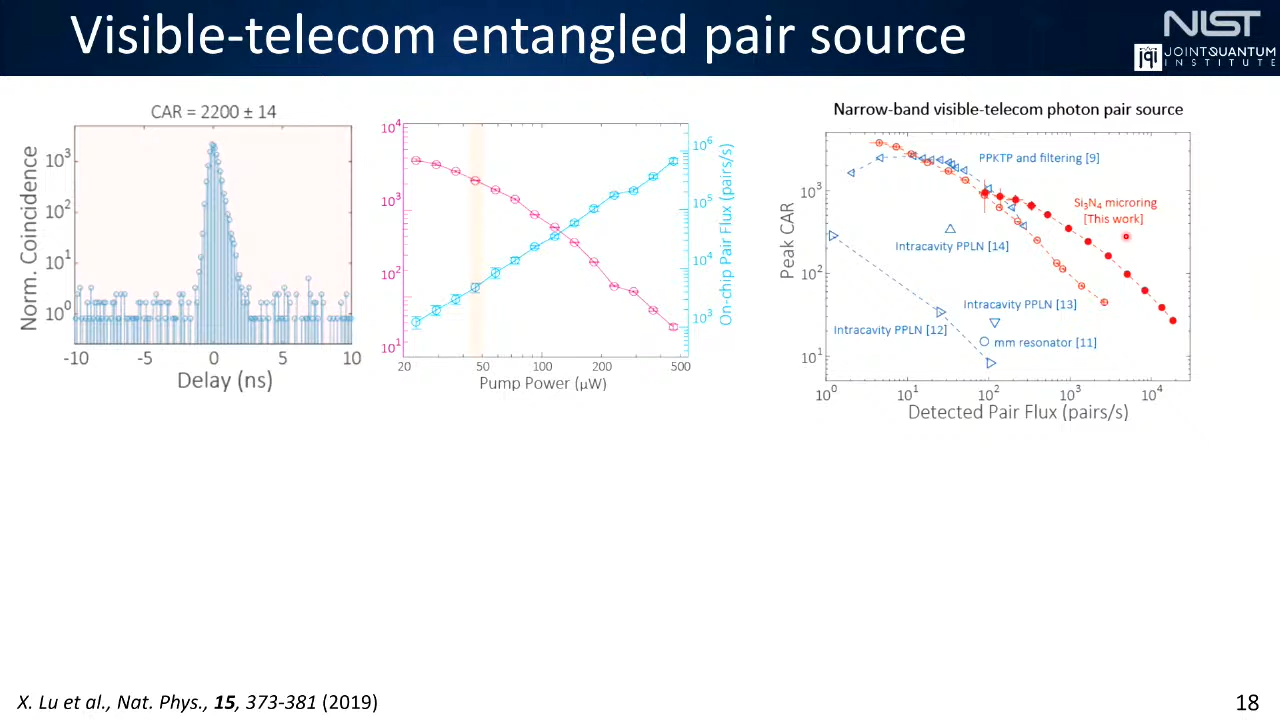 Visible-telecom entangled pair source
NIST
jqi JOINT QUANTUM
INSTITUTE
CAR = 2200 ± 14
Norm. Coincidence
10³
10²
10¹
10⁰
-10 -5 0 5 10
Delay (ns)
10⁴
10³
10²
10¹
10⁶
10⁵
10⁴
10³
On-chip Pair Flux (pairs/s)
20 50 100 200 500
Pump Power (μW)
Narrow-band visible-telecom photon pair source
Peak CAR
10³
10²
10¹
PPKTP and filtering [9]
Si₃N₄ microring
[This work]
Intracavity PPLN [14]
Intracavity PPLN [13]
Intracavity PPLN [12]
mm resonator [11]
10⁰ 10¹ 10² 10³ 10⁴
Detected Pair Flux (pairs/s)
X. Lu et al., Nat. Phys., 15, 373-381 (2019)
18